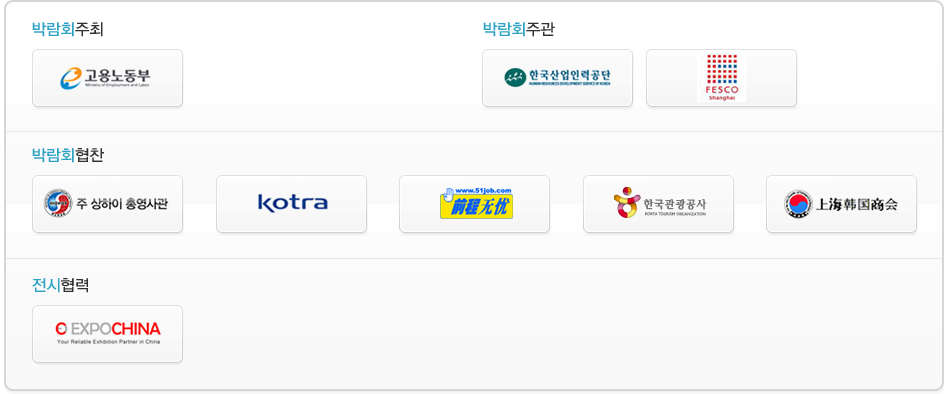 박람회주최
박람회주관
고용노동부
Ministry of Employment and Labor
한국산업인력공단
HUMAN RESOURCES DEVELOPMENT SERVICE OF KOREA
FESCO
Shanghai
박람회협찬
주 상하이 총영사관
kotra
www.51job.com
前程无忧
한국관광공사
KOREA TOURISM ORGANIZATION
上海韩国商会
전시협력
EXPOCHINA
Your Reliable Exhibition Partner in China